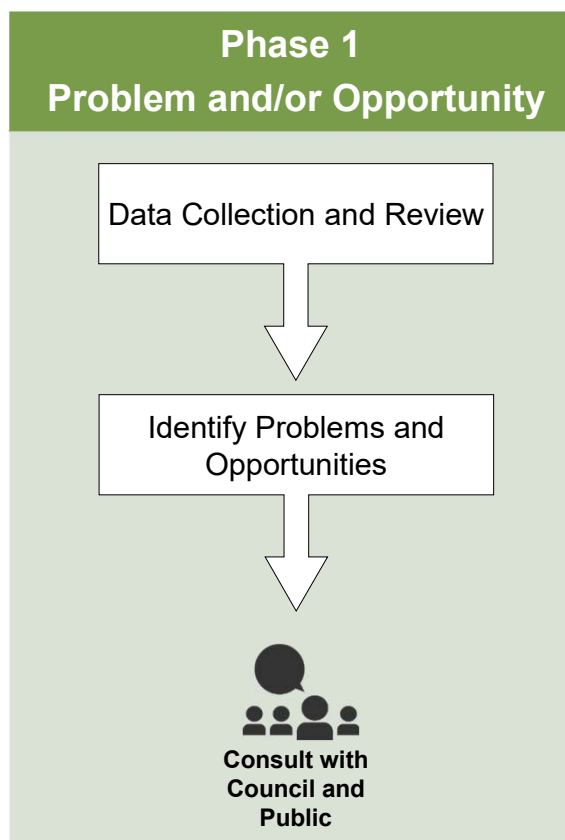 Phase 1
Problem and/or Opportunity
Data Collection and Review
Identify Problems and
Opportunities
Consult with
Council and
Public